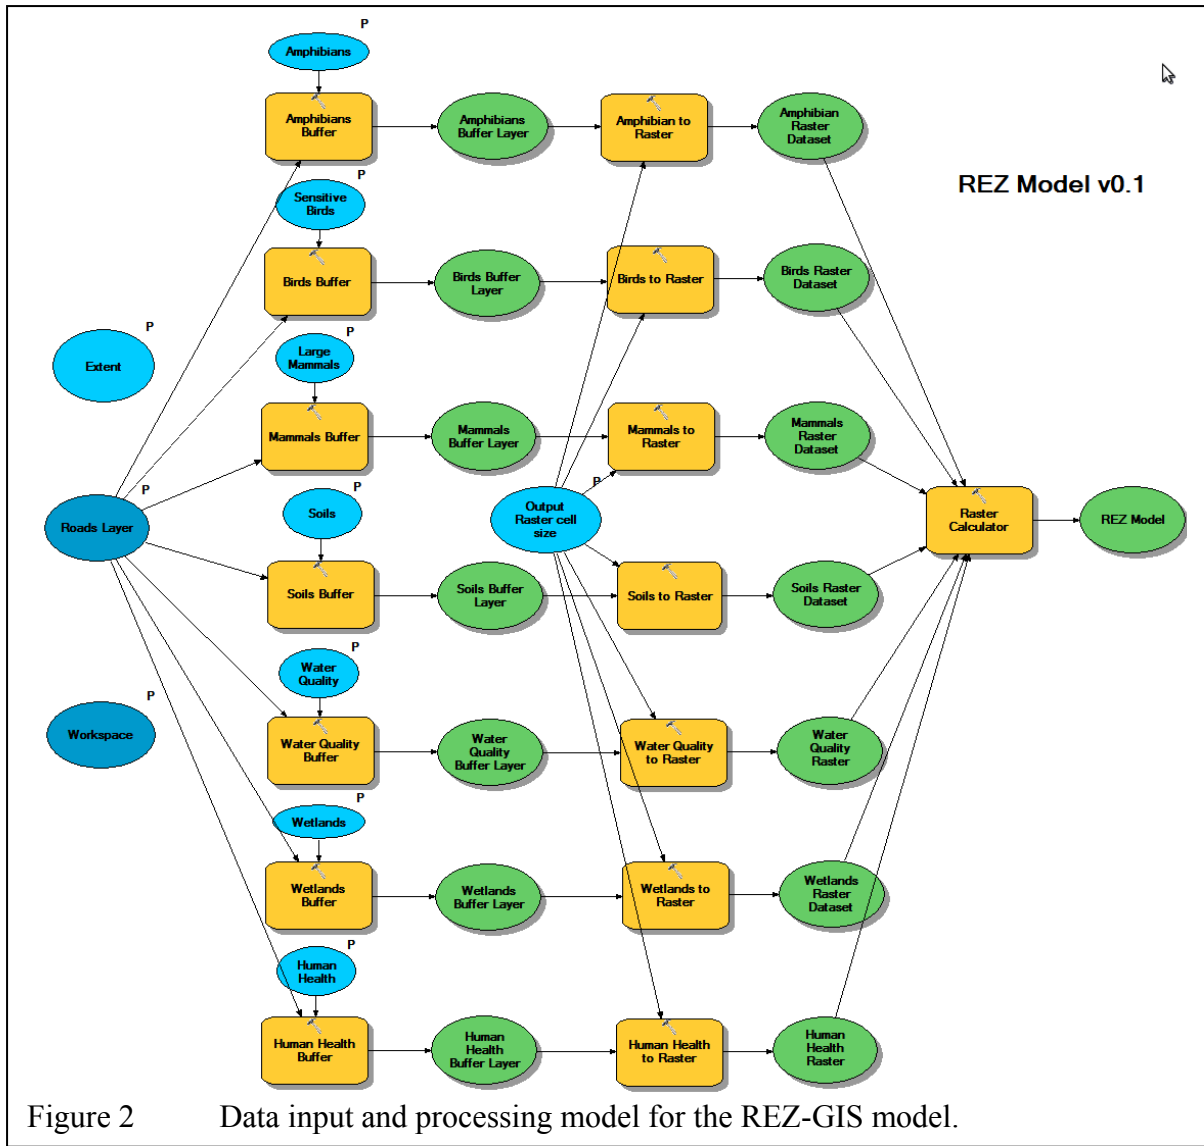 P
Amphibians
Amphibians
Buffer
Amphibians
Buffer Layer
Amphibian to
Raster
Amphibian
Raster
Dataset
REZ Model v0.1
P
Sensitive
Birds
Birds Buffer
Birds Buffer
Layer
Birds to Raster
Birds Raster
Dataset
P
Extent
P
Large
Mammals
Mammals Buffer
Mammals
Buffer Layer
Mammals to
Raster
Mammals
Raster
Dataset
P
Roads Layer
P
Soils
P
Output
Raster cell
size
Raster
Calculator
REZ Model
Soils Buffer
Soils Buffer
Layer
Soils to Raster
Soils Raster
Dataset
P
Water
Quality
P
Workspace
Water Quality
Buffer
Water
Quality
Buffer Layer
Water Quality
to Raster
Water
Quality
Raster
P
Wetlands
Wetlands
Buffer
Wetlands
Buffer Layer
Wetlands to
Raster
Wetlands
Raster
Dataset
P
Human
Health
Human Health
Buffer
Human
Health
Buffer Layer
Human Health
to Raster
Human
Health
Raster
Figure 2 Data input and processing model for the REZ-GIS model.